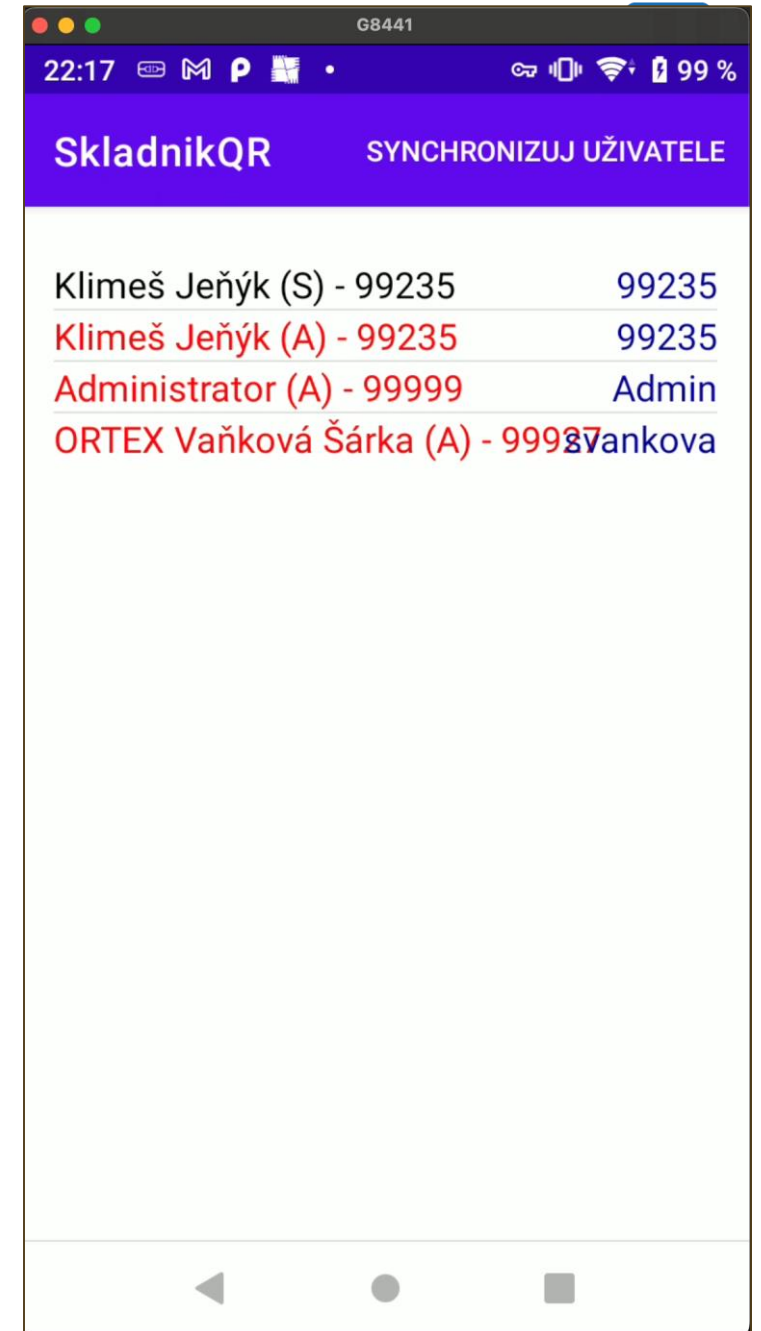 G8441
22:17 99 %
SkladnikQR SYNCHRONIZUJ UŽIVATELE
Klimeš Jeňýk (S) - 99235 99235
Klimeš Jeňýk (A) - 99235 99235
Administrator (A) - 99999 Admin
ORTEX Vaňková Šárka (A) - 99927 svankova